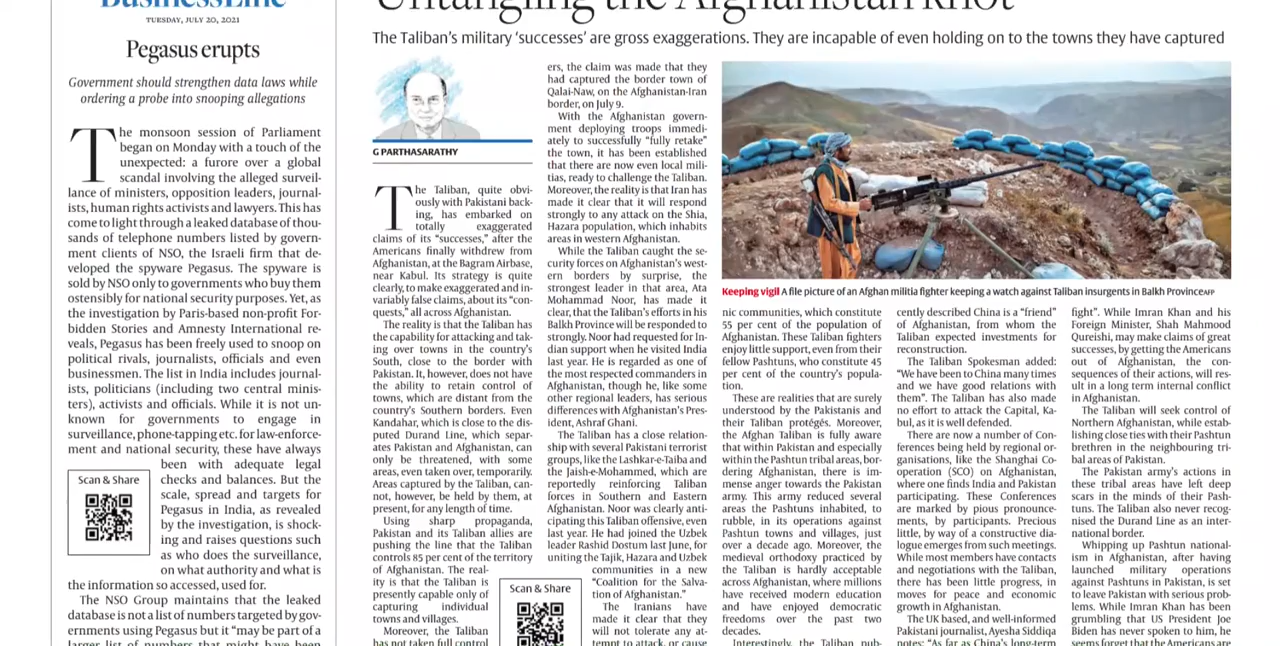 BusinessLine
TUESDAY, JULY 20, 2021
Pegasus erupts
Government should strengthen data laws while
ordering a probe into snooping allegations
The monsoon session of Parliament
began on Monday with a touch of the
unexpected: a furore over a global
scandal involving the alleged surveil-
lance of ministers, opposition leaders, journal-
ists, human rights activists and lawyers. This has
come to light through a leaked database of thou-
sands of telephone numbers listed by govern-
ment clients of NSO, the Israeli firm that de-
veloped the spyware Pegasus. The spyware is
sold by NSO only to governments who buy them
ostensibly for national security purposes. Yet, as
the investigation by Paris-based non-profit For-
bidden Stories and Amnesty International re-
veals, Pegasus has been freely used to snoop on
political rivals, journalists, officials and even
businessmen. The list in India includes journal-
ists, politicians (including two central minis-
ters), activists and officials. While it is not un-
known for governments to engage in
surveillance, phone-tapping etc. for law-enforce-
ment and national security, these have always
been with adequate legal
checks and balances. But the
scale, spread and targets for
Pegasus in India, as revealed
by the investigation, is shock-
ing and raises questions such
as who does the surveillance,
on what authority and what is
the information so accessed, used for.
Scan & Share
The NSO Group maintains that the leaked
database is not a list of numbers targeted by gov-
ernments using Pegasus but it “may be part of a
larger list of numbers that might have been
Untangling the Afghanistan knot
The Taliban’s military ‘successes’ are gross exaggerations. They are incapable of even holding on to the towns they have captured
G PARTHASARATHY
The Taliban, quite obvi-
ously with Pakistani back-
ing, has embarked on
totally exaggerated
claims of its “successes,” after the
Americans finally withdrew from
Afghanistan, at the Bagram Airbase,
near Kabul. Its strategy is quite
clearly, to make exaggerated and in-
variably false claims, about its “con-
quests,” all across Afghanistan.
The reality is that the Taliban has
the capability for attacking and tak-
ing over towns in the country’s
South, close to the border with
Pakistan. It, however, does not have
the ability to retain control of
towns, which are distant from the
country’s Southern borders. Even
Kandahar, which is close to the dis-
puted Durand Line, which separ-
ates Pakistan and Afghanistan, can
only be threatened, with some
areas, even taken over, temporarily.
Areas captured by the Taliban, can-
not, however, be held by them, at
present, for any length of time.
Using sharp propaganda,
Pakistan and its Taliban allies are
pushing the line that the Taliban
controls 85 per cent of the territory
of Afghanistan. The real-
ity is that the Taliban is
presently capable only of
capturing individual
towns and villages.
Moreover, the Taliban
has not taken full control
Scan & Share
ers, the claim was made that they
had captured the border town of
Qalai-Naw, on the Afghanistan-Iran
border, on July 9.
With the Afghanistan govern-
ment deploying troops immedi-
ately to successfully “fully retake”
the town, it has been established
that there are now even local mili-
tias, ready to challenge the Taliban.
Moreover, the reality is that Iran has
made it clear that it will respond
strongly to any attack on the Shia,
Hazara population, which inhabits
areas in western Afghanistan.
While the Taliban caught the se-
curity forces on Afghanistan’s west-
ern borders by surprise, the
strongest leader in that area, Ata
Mohammad Noor, has made it
clear, that the Taliban’s efforts in his
Balkh Province will be responded to
strongly. Noor had requested for In-
dian support when he visited India
last year. He is regarded as one of
the most respected commanders in
Afghanistan, though he, like some
other regional leaders, has serious
differences with Afghanistan’s Pres-
ident, Ashraf Ghani.
The Taliban has a close relation-
ship with several Pakistani terrorist
groups, like the Lashkar-e-Taiba and
the Jaish-e-Mohammed, which are
reportedly reinforcing Taliban
forces in Southern and Eastern
Afghanistan. Noor was clearly anti-
cipating this Taliban offensive, even
last year. He had joined the Uzbek
leader Rashid Dostum last June, for
uniting the Tajik, Hazara and Uzbek
communities in a new
“Coalition for the Salva-
tion of Afghanistan.”
The Iranians have
made it clear that they
will not tolerate any at-
tempt to attack, or cause
Keeping vigil A file picture of an Afghan militia fighter keeping a watch against Taliban insurgents in Balkh Province AFP
nic communities, which constitute
55 per cent of the population of
Afghanistan. These Taliban fighters
enjoy little support, even from their
fellow Pashtuns, who constitute 45
per cent of the country’s popula-
tion.
These are realities that are surely
understood by the Pakistanis and
their Taliban protégés. Moreover,
the Afghan Taliban is fully aware
that within Pakistan and especially
within the Pashtun tribal areas, bor-
dering Afghanistan, there is im-
mense anger towards the Pakistan
army. This army reduced several
areas the Pashtuns inhabited, to
rubble, in its operations against
Pashtun towns and villages, just
over a decade ago. Moreover, the
medieval orthodoxy practiced by
the Taliban is hardly acceptable
across Afghanistan, where millions
have received modern education
and have enjoyed democratic
freedoms over the past two
decades.
Interestingly, the Taliban pub-
cently described China is a “friend”
of Afghanistan, from whom the
Taliban expected investments for
reconstruction.
The Taliban Spokesman added:
“We have been to China many times
and we have good relations with
them”. The Taliban has also made
no effort to attack the Capital, Ka-
bul, as it is well defended.
There are now a number of Con-
ferences being held by regional or-
ganisations, like the Shanghai Co-
operation (SCO) on Afghanistan,
where one finds India and Pakistan
participating. These Conferences
are marked by pious pronounce-
ments, by participants. Precious
little, by way of a constructive dia-
logue emerges from such meetings.
While most members have contacts
and negotiations with the Taliban,
there has been little progress, in
moves for peace and economic
growth in Afghanistan.
The UK based, and well-informed
Pakistani journalist, Ayesha Siddiqa
notes: “As far as China’s long-term
fight”. While Imran Khan and his
Foreign Minister, Shah Mahmood
Qureishi, may make claims of great
successes, by getting the Americans
out of Afghanistan, the con-
sequences of their actions, will res-
ult in a long term internal conflict
in Afghanistan.
The Taliban will seek control of
Northern Afghanistan, while estab-
lishing close ties with their Pashtun
brethren in the neighbouring tri-
bal areas of Pakistan.
The Pakistan army’s actions in
these tribal areas have left deep
scars in the minds of their Pash-
tuns. The Taliban also never recog-
nised the Durand Line as an inter-
national border.
Whipping up Pashtun national-
ism in Afghanistan, after having
launched military operations
against Pashtuns in Pakistan, is set
to leave Pakistan with serious prob-
lems. While Imran Khan has been
grumbling that US President Joe
Biden has never spoken to him, he
seems forget that the Americans are